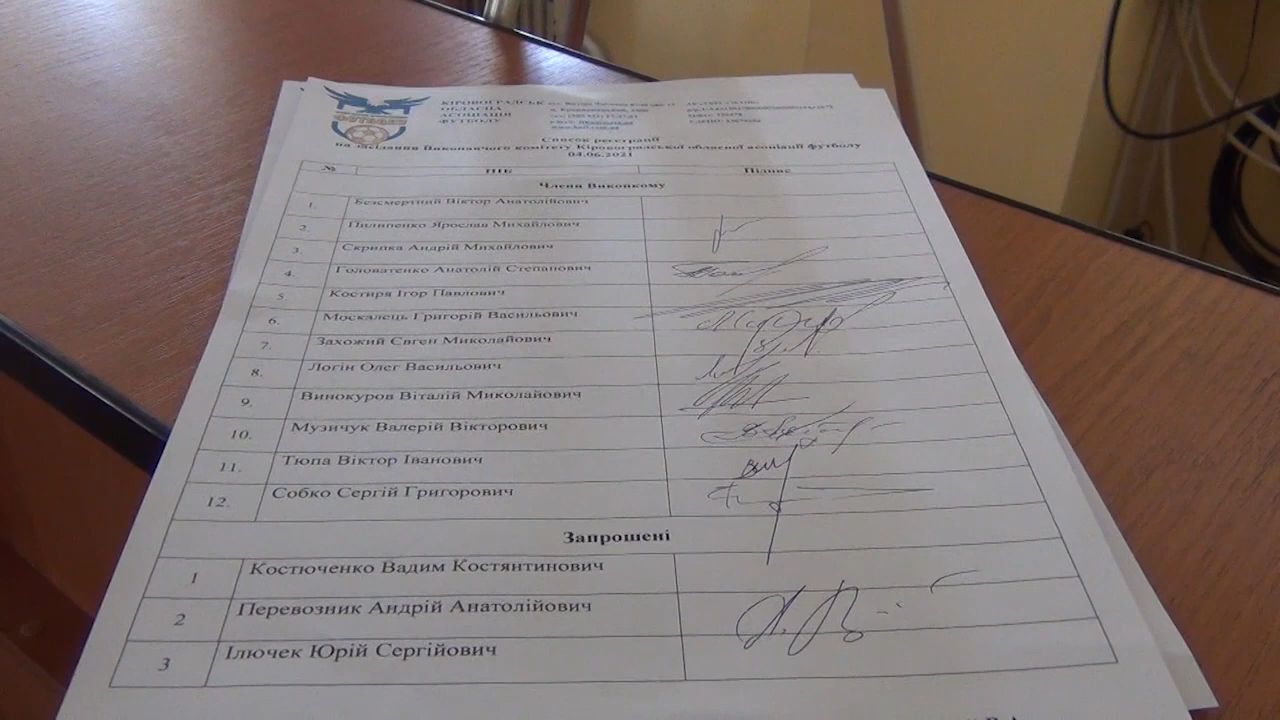 ФУТБОЛУ
КІРОВОГРАДСЬК
ОБЛАСНА
АСОЦІАЦІЯ
ФУТБОЛУ
Список реєстрації
на засідання Виконавчого комітету Кіровоградської обласної асоціації футболу
04.06.2021
№ ПІБ Підпис
Члени Виконкому
1. Безсмертний Віктор Анатолійович
2. Пилипенко Ярослав Михайлович
3. Скрипка Андрій Михайлович
4. Головатенко Анатолій Степанович
5. Костиря Ігор Павлович
6. Москалець Григорій Васильович
7. Захожий Євген Миколайович
8. Логін Олег Васильович
9. Винокуров Віталій Миколайович
10. Музичук Валерій Вікторович
11. Тюпа Віктор Іванович
12. Собко Сергій Григорович
Запрошені
1 Костюченко Вадим Костянтинович
2 Перевозник Андрій Анатолійович
3 Ілючек Юрій Сергійович